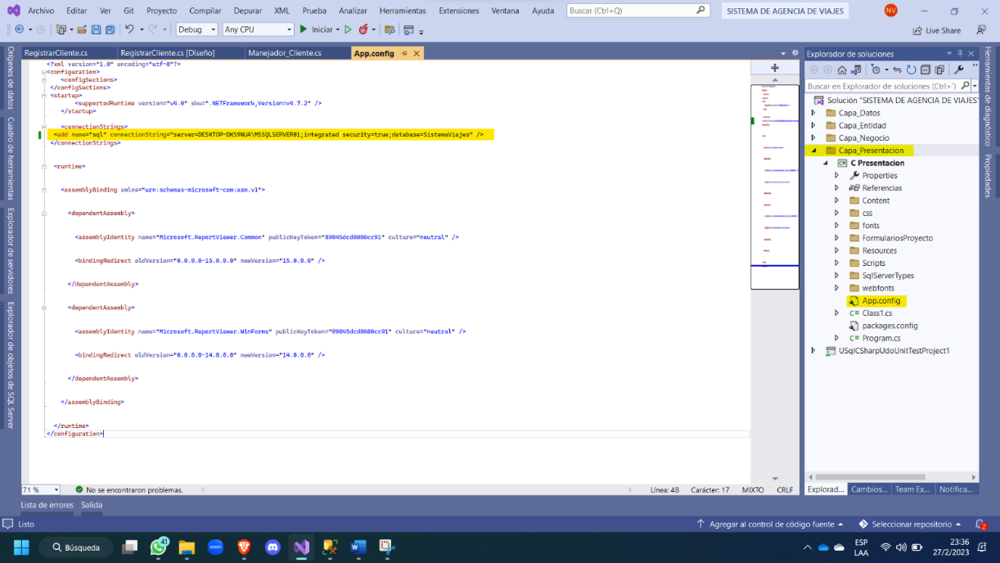 Archivo Editar Ver Git Proyecto Compilar Depurar XML Prueba Analizar Herramientas Extensiones Ventana Ayuda Buscar (Ctrl+Q) SISTEMA DE AGENCIA DE VIAJES NV
Debug Any CPU Iniciar Live Share
RegistrarCliente.cs RegistrarCliente.cs [Diseño] Manejador_Cliente.cs App.config
<?xml version="1.0" encoding="utf-8"?>
<configuration>
<configSections>
</configSections>
<startup>
<supportedRuntime version="v4.0" sku=".NETFramework,Version=v4.7.2" />
</startup>
<connectionStrings>
<add name="sql" connectionString="server=DESKTOP-DKS9NUA\MSSQLSERVER01;integrated security=true;database=SistemaViajes" />
</connectionStrings>
<runtime>
<assemblyBinding xmlns="urn:schemas-microsoft-com:asm.v1">
<dependentAssembly>
<assemblyIdentity name="Microsoft.ReportViewer.Common" publicKeyToken="89845dcd8080cc91" culture="neutral" />
<bindingRedirect oldVersion="0.0.0.0-15.0.0.0" newVersion="15.0.0.0" />
</dependentAssembly>
<dependentAssembly>
<assemblyIdentity name="Microsoft.ReportViewer.WinForms" publicKeyToken="89845dcd8080cc91" culture="neutral" />
<bindingRedirect oldVersion="0.0.0.0-14.0.0.0" newVersion="14.0.0.0" />
</dependentAssembly>
</assemblyBinding>
</runtime>
</configuration>
71 % No se encontraron problemas. Línea: 48 Carácter: 17 MIXTO CRLF
Lista de errores Salida
Orígenes de datos
Cuadro de herramientas
Explorador de servidores
Explorador de objetos de SQL Server
Explorador de soluciones
Buscar en Explorador de soluciones (Ctrl+¨)
Solución "SISTEMA DE AGENCIA DE VIAJES"
Capa_Datos
Capa_Entidad
Capa_Negocio
Capa_Presentacion
C# C Presentacion
Properties
Referencias
Content
css
fonts
FormulariosProyecto
Resources
Scripts
SqlServerTypes
webfonts
App.config
C# Class1.cs
packages.config
C# Program.cs
USqlCSharpUdoUnitTestProject1
Explorad... Cambios... Team Ex... Notifica...
Herramientas de diagnóstico
Propiedades
Listo Agregar al control de código fuente Seleccionar repositorio 2
Búsqueda 41 zoom ESP LAA 23:36 27/2/2023